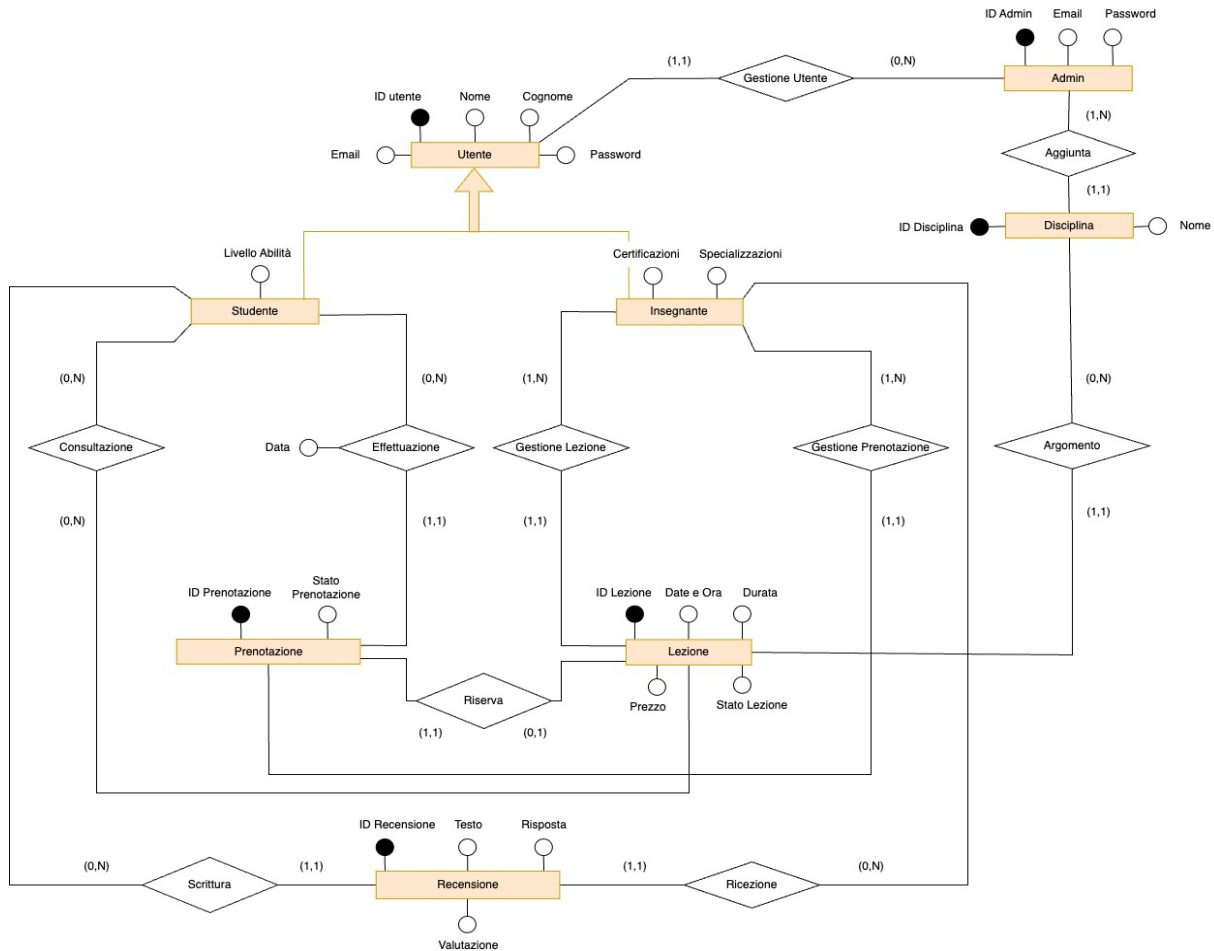 ID Admin
Email
Password
(1,1)
Gestione Utente
(0,N)
Admin
ID utente
Nome
Cognome
(1,N)
Email
Utente
Password
Aggiunta
(1,1)
ID Disciplina
Disciplina
Nome
Livello Abilità
Certificazioni
Specializzazioni
Studente
Insegnante
(0,N)
(0,N)
(1,N)
(1,N)
(0,N)
Consultazione
Data
Effettuazione
Gestione Lezione
Gestione Prenotazione
Argomento
(0,N)
(1,1)
(1,1)
(1,1)
(1,1)
ID Prenotazione
Stato
Prenotazione
ID Lezione
Date e Ora
Durata
Prenotazione
Lezione
Riserva
Prezzo
Stato Lezione
(1,1)
(0,1)
ID Recensione
Testo
Risposta
(0,N)
(1,1)
(1,1)
(0,N)
Scrittura
Recensione
Ricezione
Valutazione